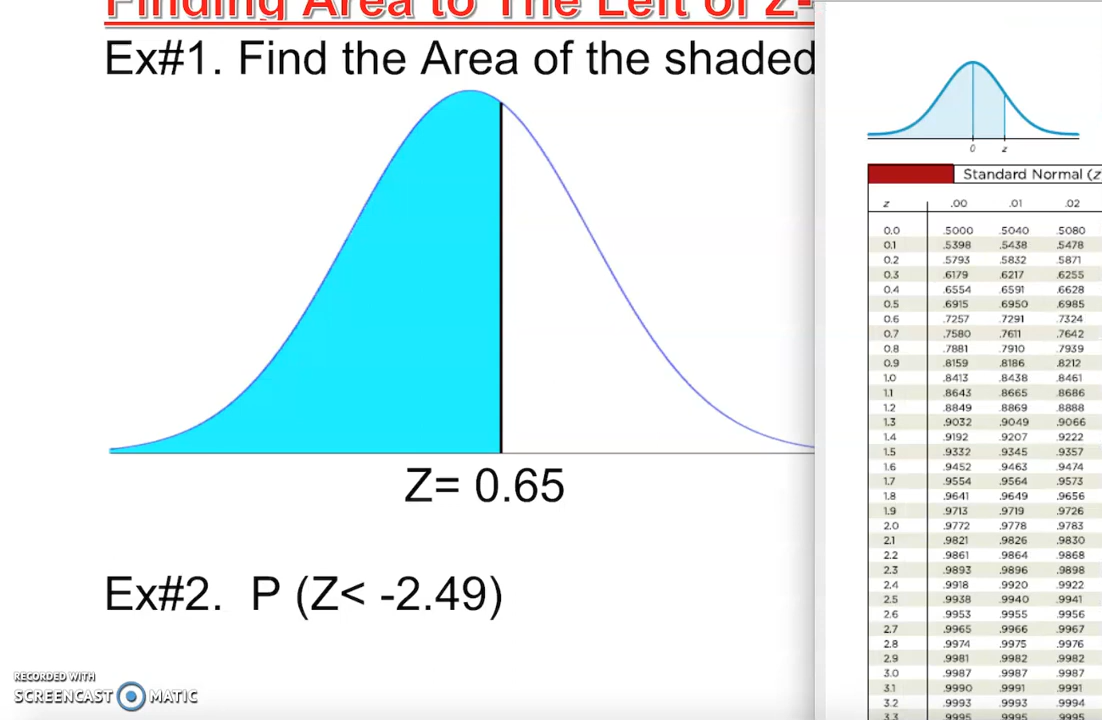 Finding Area to The Left of Z-
Ex#1. Find the Area of the shaded
Z= 0.65
Ex#2. P (Z< -2.49)
RECORDED WITH
SCREENCAST MATIC
0 z
Standard Normal (z
z .00 .01 .02
0.0 .5000 .5040 .5080
0.1 .5398 .5438 .5478
0.2 .5793 .5832 .5871
0.3 .6179 .6217 .6255
0.4 .6554 .6591 .6628
0.5 .6915 .6950 .6985
0.6 .7257 .7291 .7324
0.7 .7580 .7611 .7642
0.8 .7881 .7910 .7939
0.9 .8159 .8186 .8212
1.0 .8413 .8438 .8461
1.1 .8643 .8665 .8686
1.2 .8849 .8869 .8888
1.3 .9032 .9049 .9066
1.4 .9192 .9207 .9222
1.5 .9332 .9345 .9357
1.6 .9452 .9463 .9474
1.7 .9554 .9564 .9573
1.8 .9641 .9649 .9656
1.9 .9713 .9719 .9726
2.0 .9772 .9778 .9783
2.1 .9821 .9826 .9830
2.2 .9861 .9864 .9868
2.3 .9893 .9896 .9898
2.4 .9918 .9920 .9922
2.5 .9938 .9940 .9941
2.6 .9953 .9955 .9956
2.7 .9965 .9966 .9967
2.8 .9974 .9975 .9976
2.9 .9981 .9982 .9982
3.0 .9987 .9987 .9987
3.1 .9990 .9991 .9991
3.2 .9993 .9993 .9994
3.3 .9995 .9995 .9995